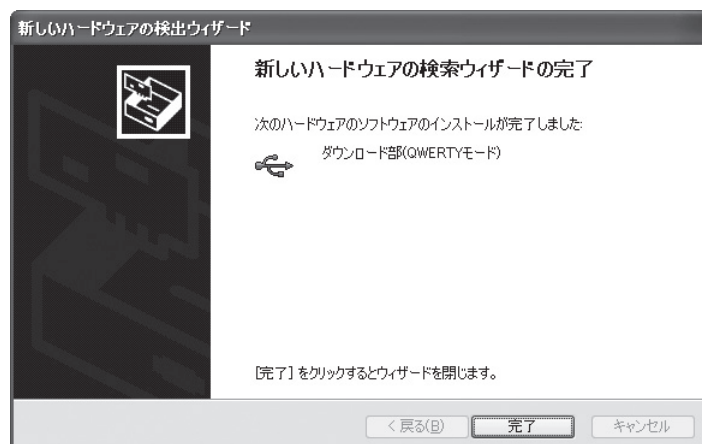 新しいハードウェアの検出ウィザード
新しいハードウェアの検索ウィザードの完了
次のハードウェアのソフトウェアのインストールが完了しました:
ダウンロード部(QWERTYモード)
[完了] をクリックするとウィザードを閉じます。
< 戻る(B) 完了 キャンセル